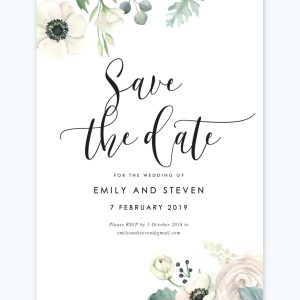 Save
the date
FOR THE WEDDING OF
EMILY AND STEVEN
7 FEBRUARY 2019
Please RSVP by 1 October 2018 to
emilyandsteven@gmail.com